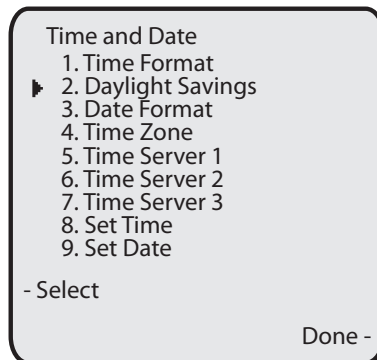 Time and Date
1. Time Format
2. Daylight Savings
3. Date Format
4. Time Zone
5. Time Server 1
6. Time Server 2
7. Time Server 3
8. Set Time
9. Set Date
- Select
Done -